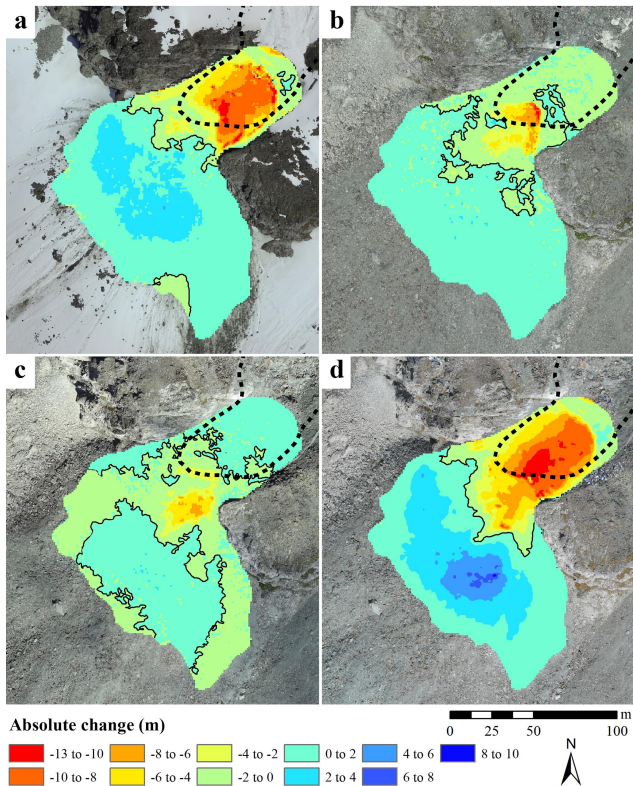 a
b
c
d
Absolute change (m)
-13 to -10
-8 to -6
-4 to -2
0 to 2
4 to 6
8 to 10
-10 to -8
-6 to -4
-2 to 0
2 to 4
6 to 8
m
0 25 50 100
N